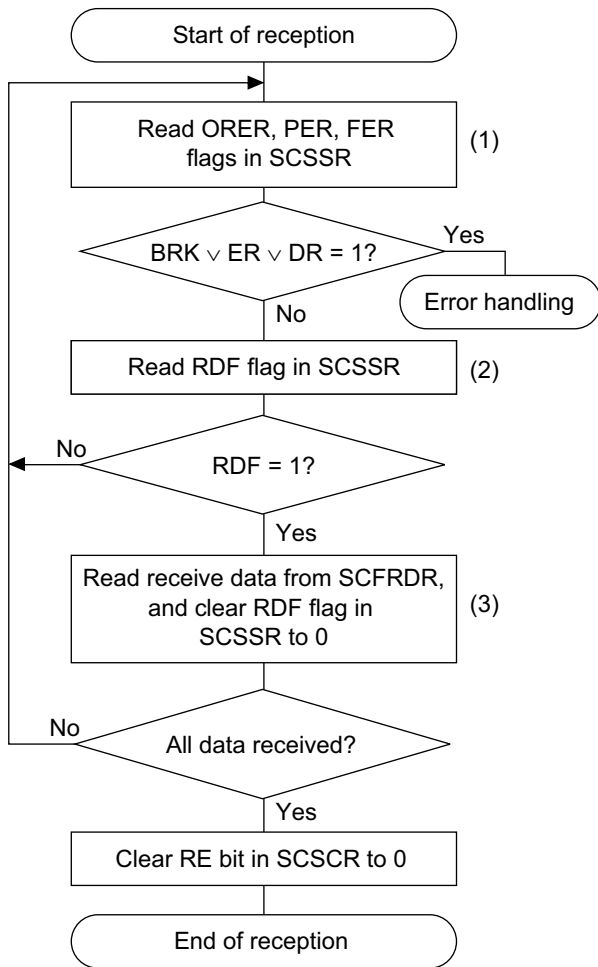 Start of reception
Read ORER, PER, FER
flags in SCSSR
(1)
BRK ∨ ER ∨ DR = 1?
Yes
Error handling
No
Read RDF flag in SCSSR
(2)
No
RDF = 1?
Yes
Read receive data from SCFRDR,
and clear RDF flag in
SCSSR to 0
(3)
No
All data received?
Yes
Clear RE bit in SCSCR to 0
End of reception